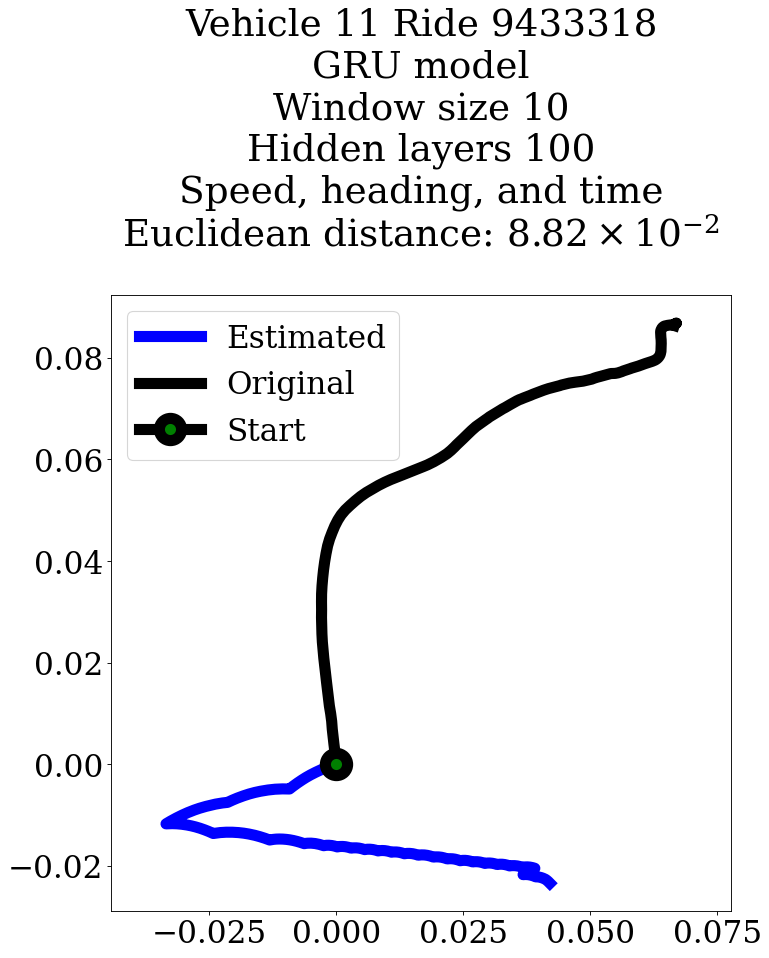 Vehicle 11 Ride 9433318
GRU model
Window size 10
Hidden layers 100
Speed, heading, and time
Euclidean distance: 8.82 × 10⁻²
Estimated
Original
Start
0.08
0.06
0.04
0.02
0.00
−0.02
−0.025 0.000 0.025 0.050 0.075